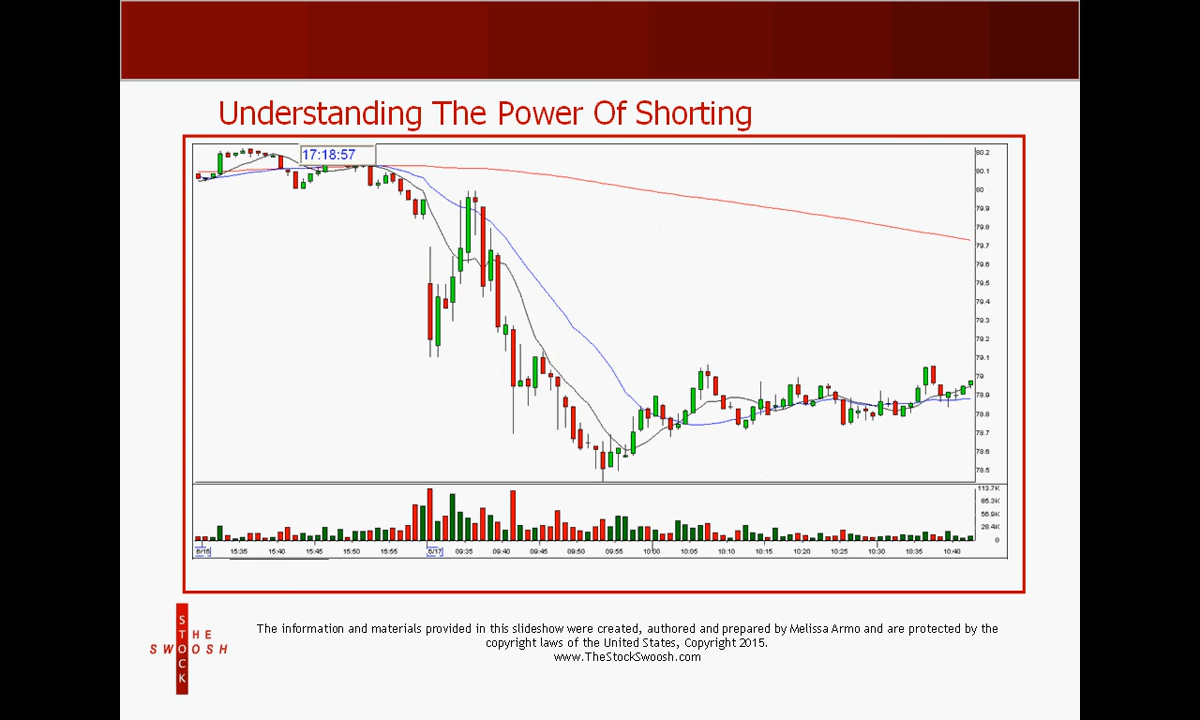 Understanding The Power Of Shorting
17:18:57
80.2
80.1
80
79.9
79.8
79.7
79.6
79.5
79.4
79.3
79.2
79.1
79
78.9
78.8
78.7
78.6
78.5
113.7K
85.3K
56.9K
28.4K
0
8/16 15:35 15:40 15:45 15:50 15:55 8/17 09:35 09:40 09:45 09:50 09:55 10:00 10:05 10:10 10:15 10:20 10:25 10:30 10:35 10:40
THE
STOCK
SWOOSH
The information and materials provided in this slideshow were created, authored and prepared by Melissa Armo and are protected by the
copyright laws of the United States, Copyright 2015.
www.TheStockSwoosh.com